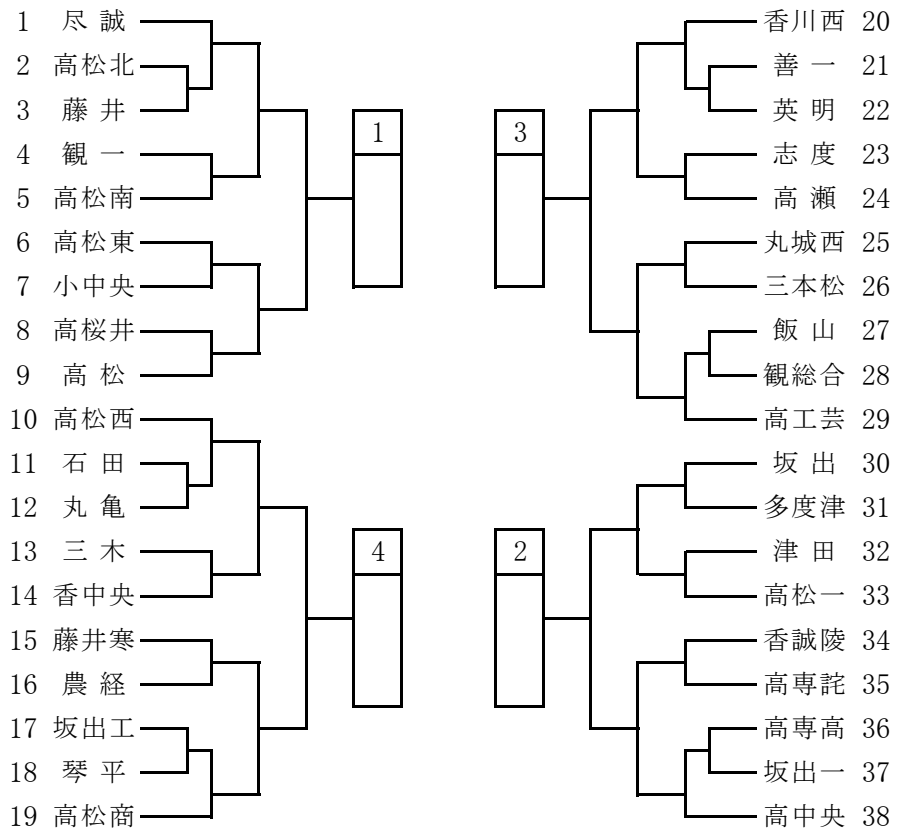 1 尽 誠
2 高松北
3 藤 井
4 観 一
5 高松南
6 高松東
7 小中央
8 高桜井
9 高 松
10 高松西
11 石 田
12 丸 亀
13 三 木
14 香中央
15 藤井寒
16 農 経
17 坂出工
18 琴 平
19 高松商
1
4
3
2
香川西 20
善 一 21
英 明 22
志 度 23
高 瀬 24
丸城西 25
三本松 26
飯 山 27
観総合 28
高工芸 29
坂 出 30
多度津 31
津 田 32
高松一 33
香誠陵 34
高専詫 35
高専高 36
坂出一 37
高中央 38